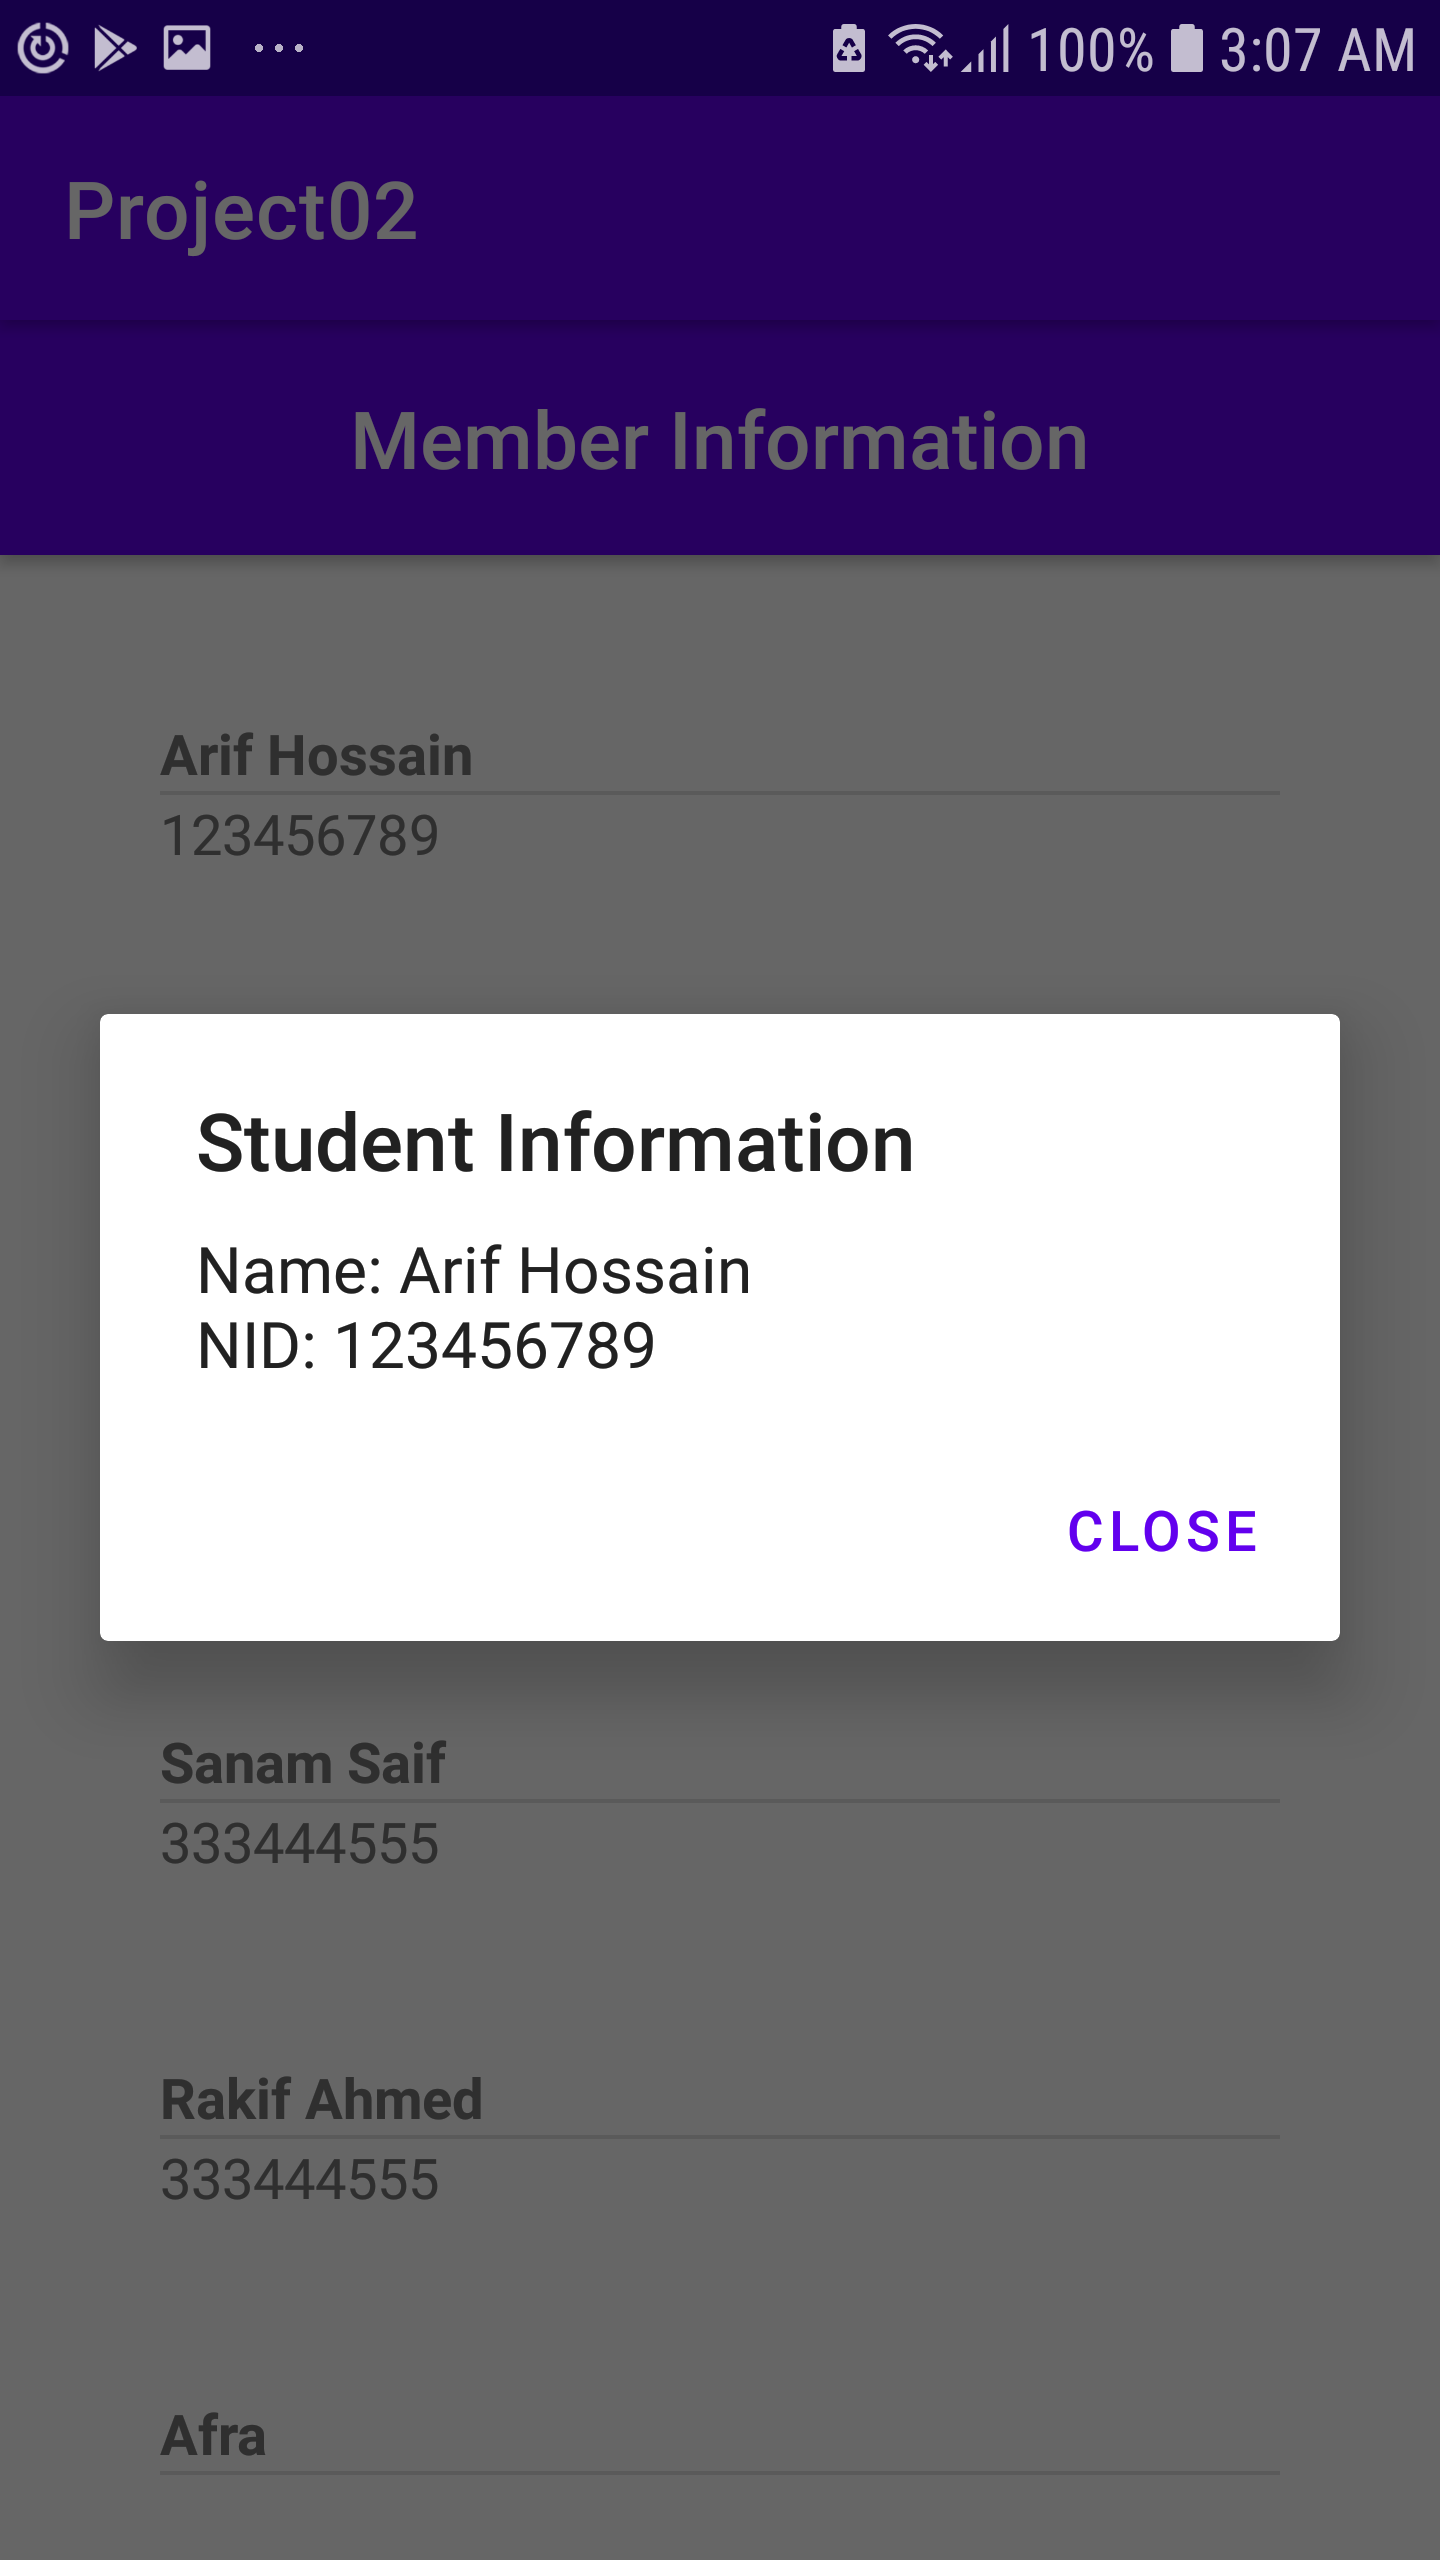 100% 3:07 AM
Project02
Member Information
Arif Hossain
123456789
Student Information
Name: Arif Hossain
NID: 123456789
CLOSE
Sanam Saif
333444555
Rakif Ahmed
333444555
Afra